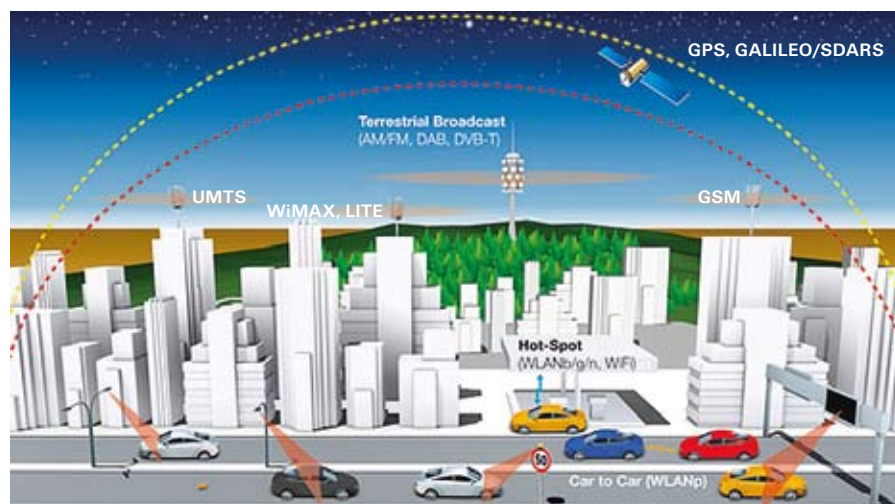 GPS, GALILEO/SDARS
Terrestrial Broadcast
(AM/FM, DAB, DVB-T)
UMTS
WiMAX, LITE
GSM
Hot-Spot
(WLANb/g/n, WiFi)
50
Car to Car (WLANp)